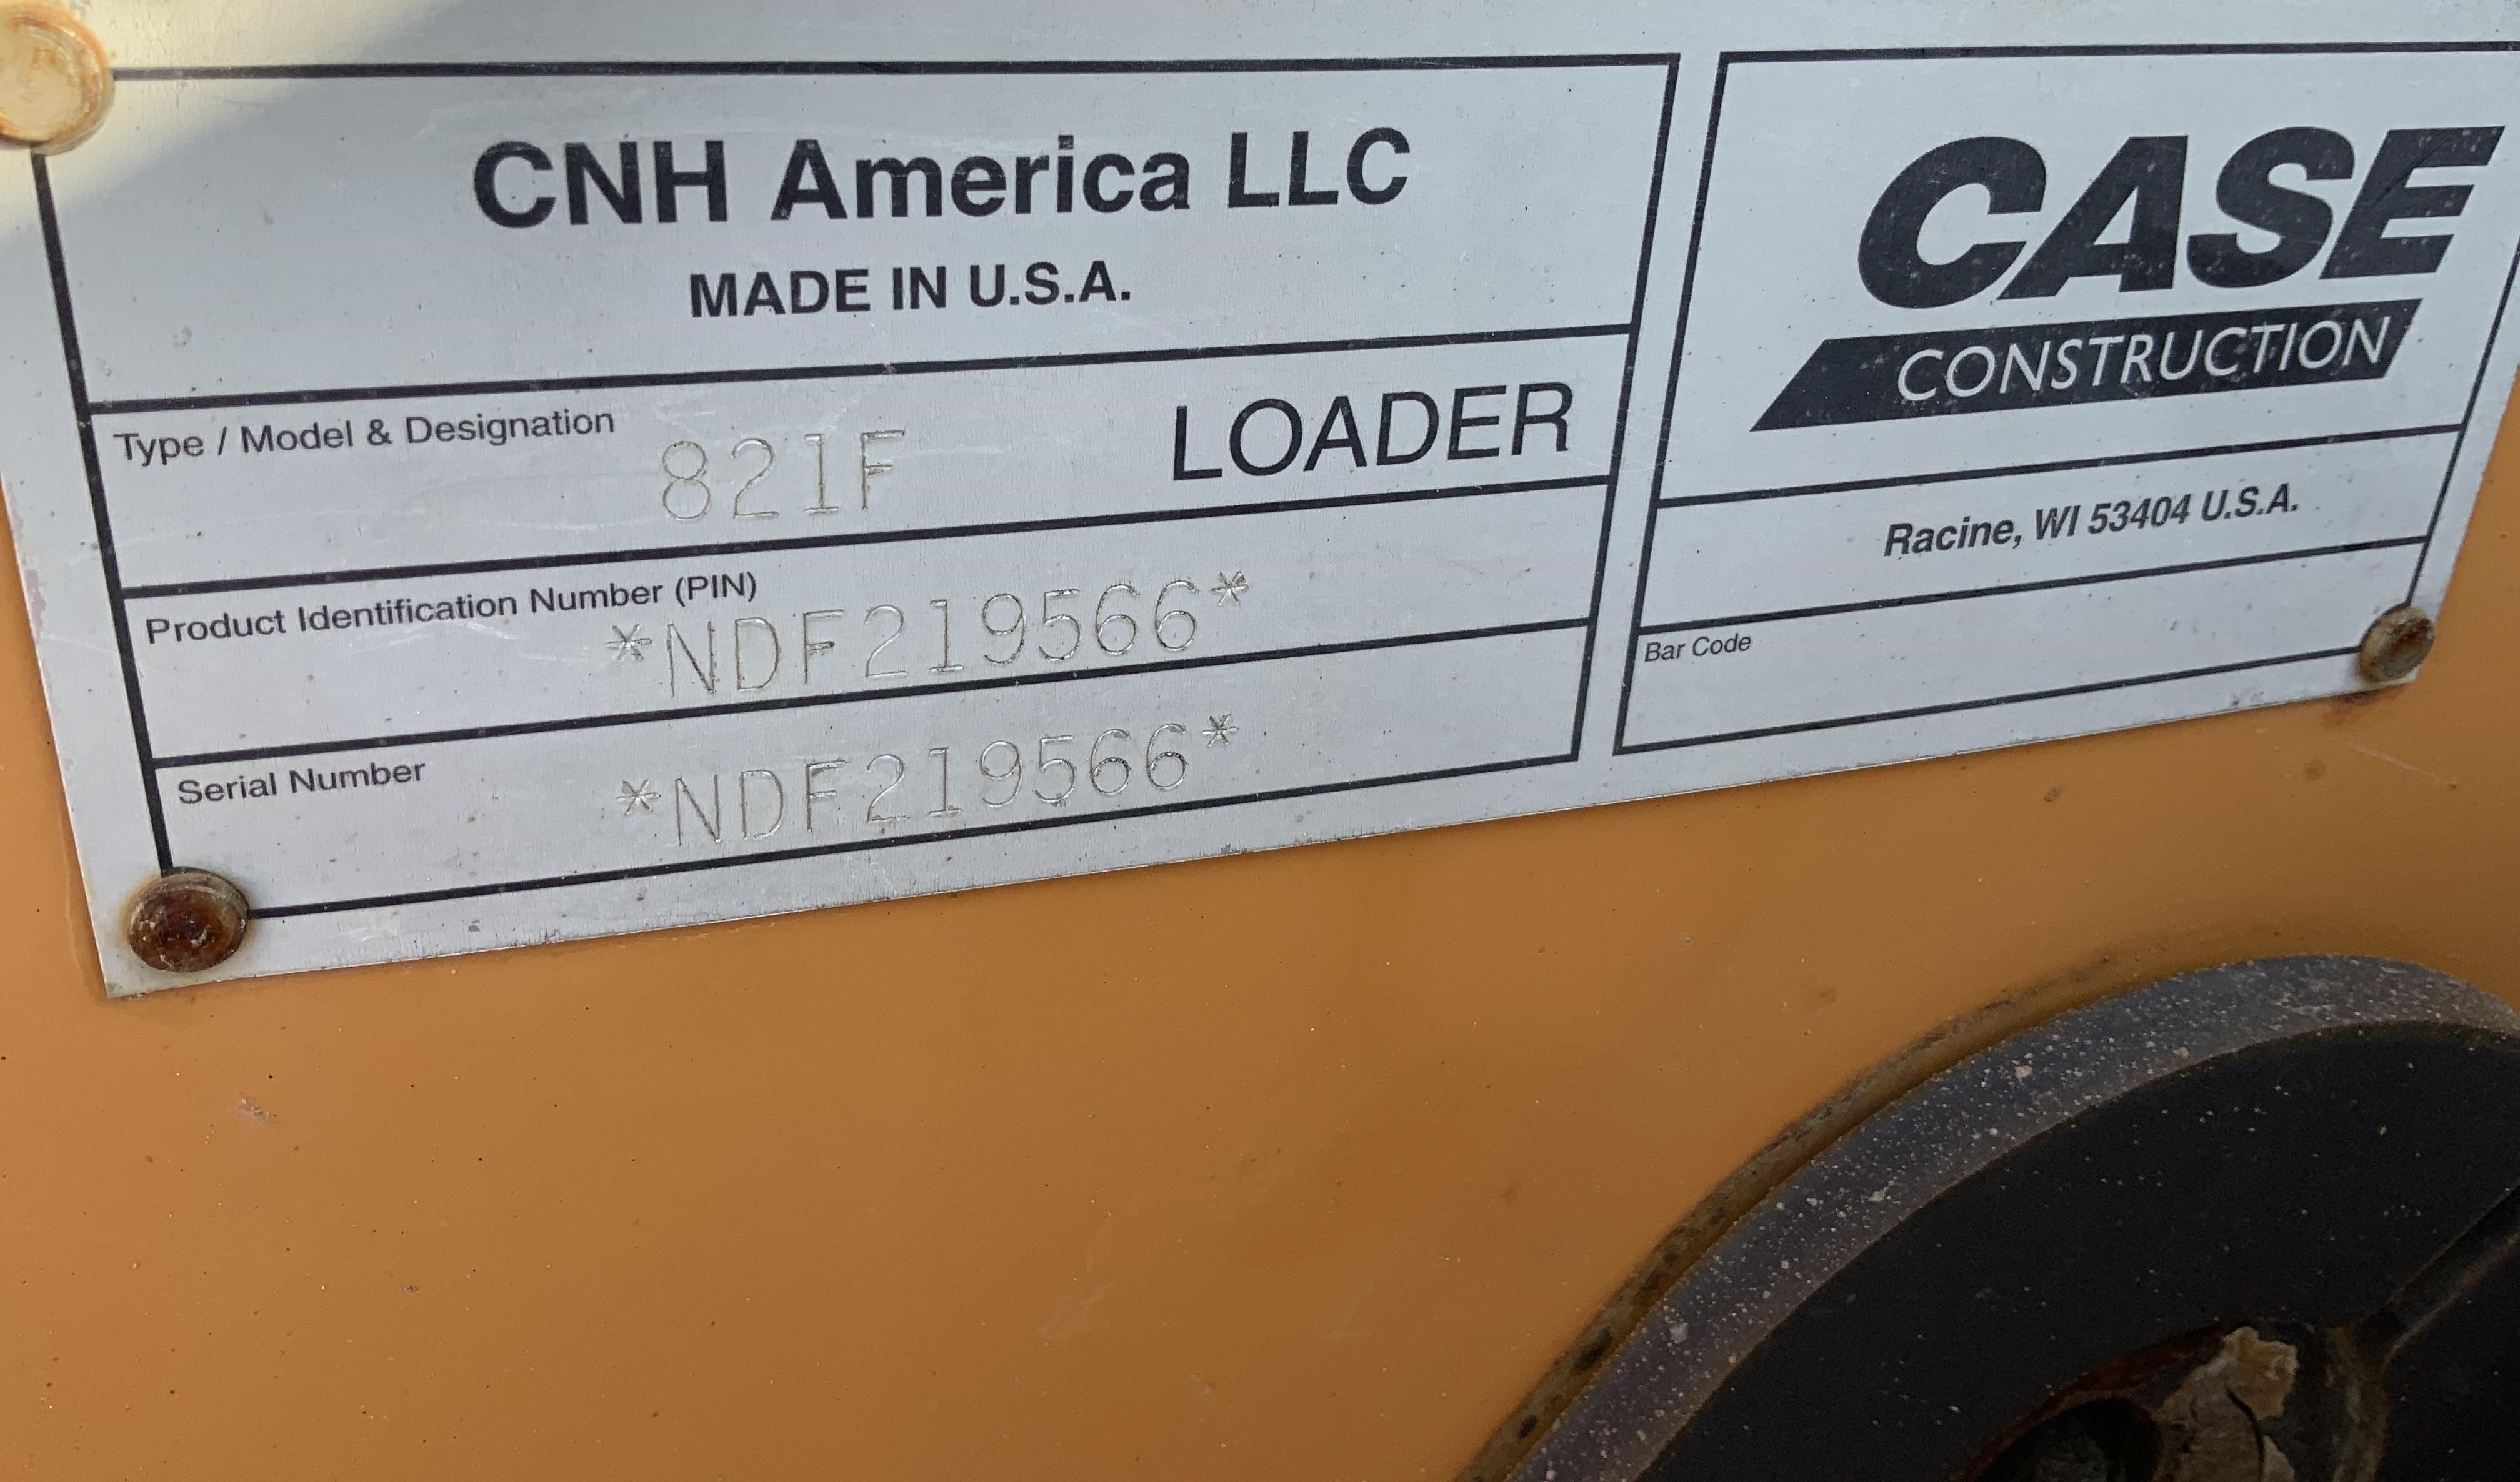 CNH America LLC
MADE IN U.S.A.
Type / Model & Designation
821F
LOADER
Product Identification Number (PIN)
*NDF219566*
Serial Number
*NDF219566*
CASE
CONSTRUCTION
Racine, WI 53404 U.S.A.
Bar Code